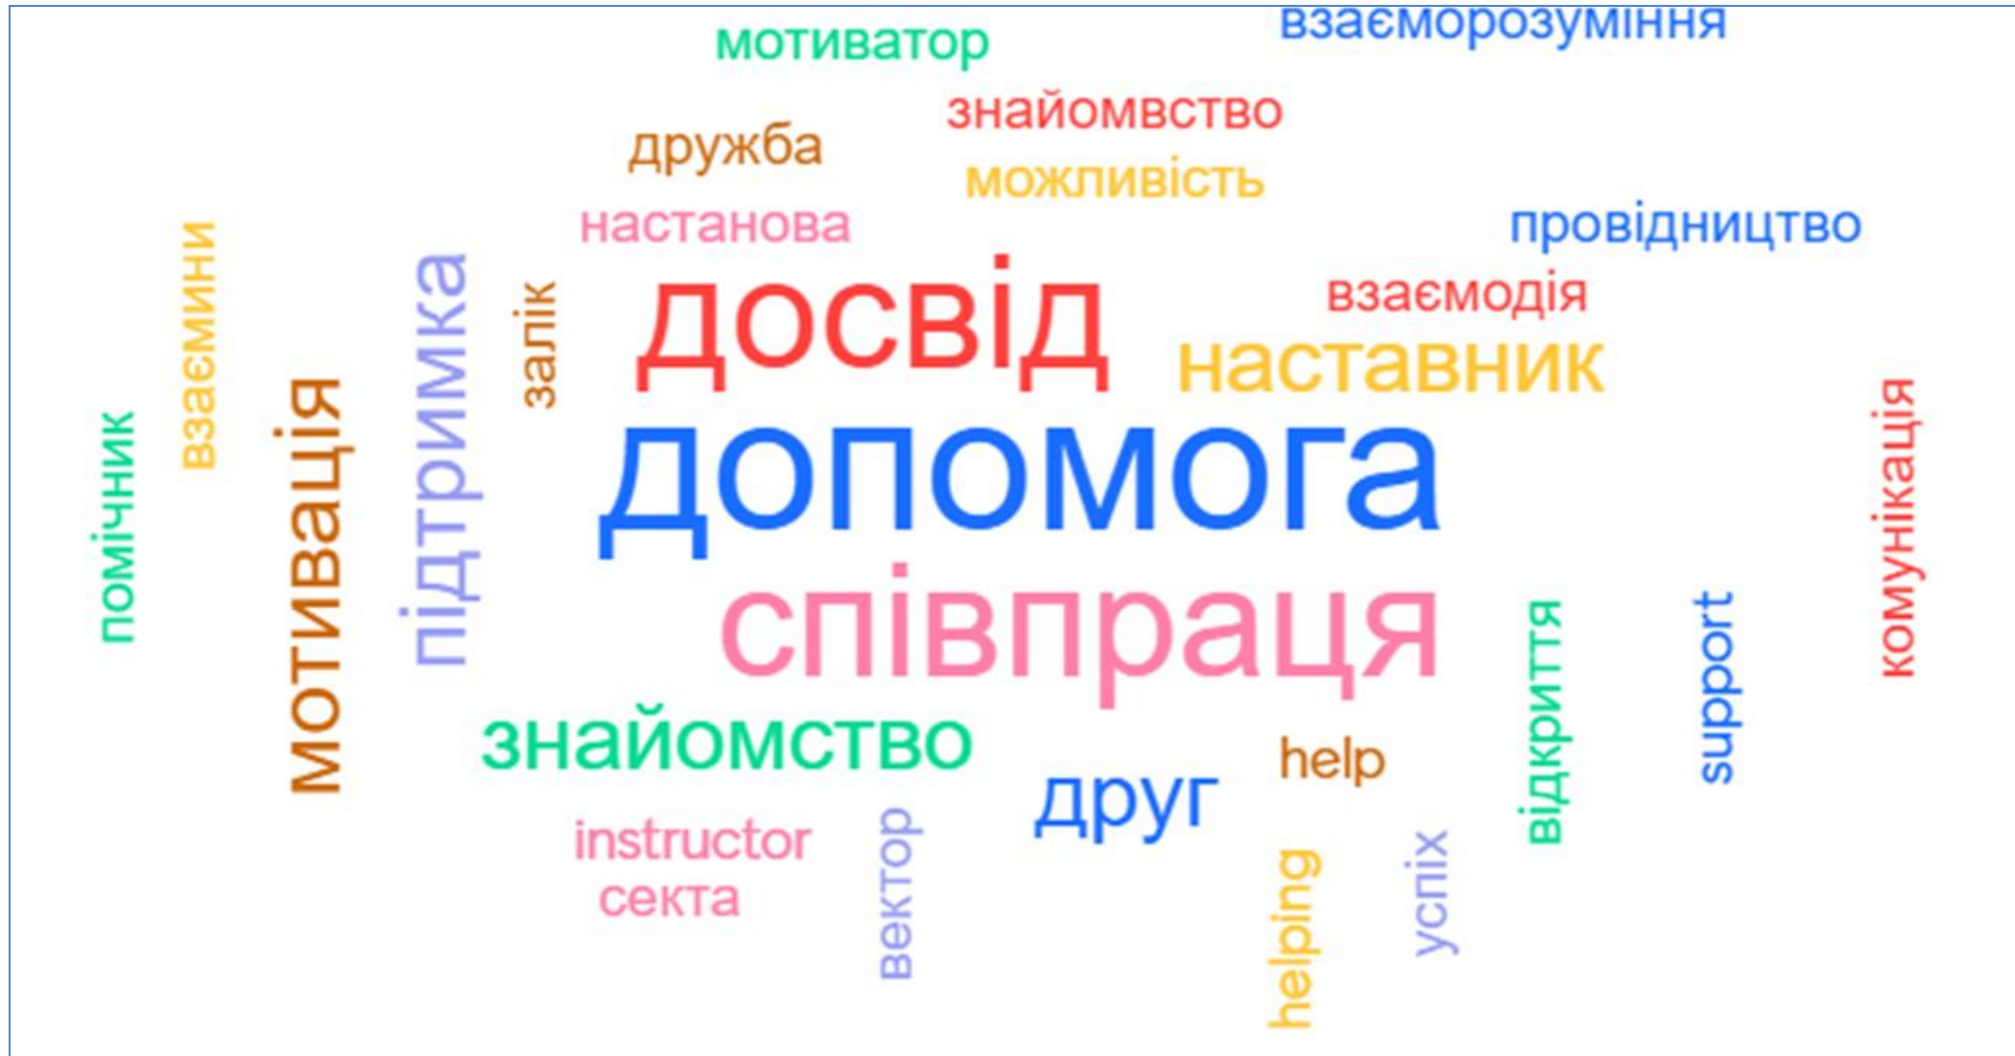 взаєморозуміння
мотиватор
знайомвство
дружба
можливість
настанова
провідництво
взаємини
підтримка
залік
досвід
взаємодія
наставник
помічник
мотивація
допомога
комунікація
співпраця
відкриття
support
знайомство
друг
help
instructor
секта
вектор
helping
успіх